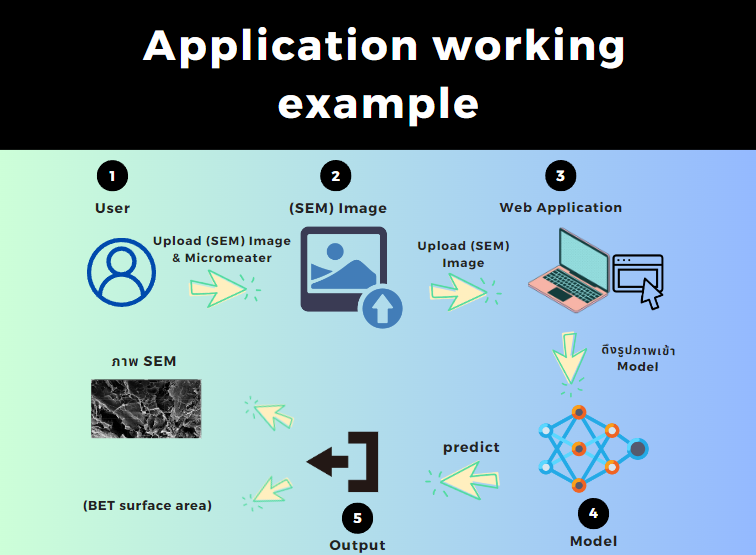 Application working
example
1
2
3
User
(SEM) Image
Web Application
Upload (SEM) Image
& Micromeater
Upload (SEM)
Image
ดึงรูปภาพเข้า
Model
ภาพ SEM
predict
(BET surface area)
5
Output
4
Model